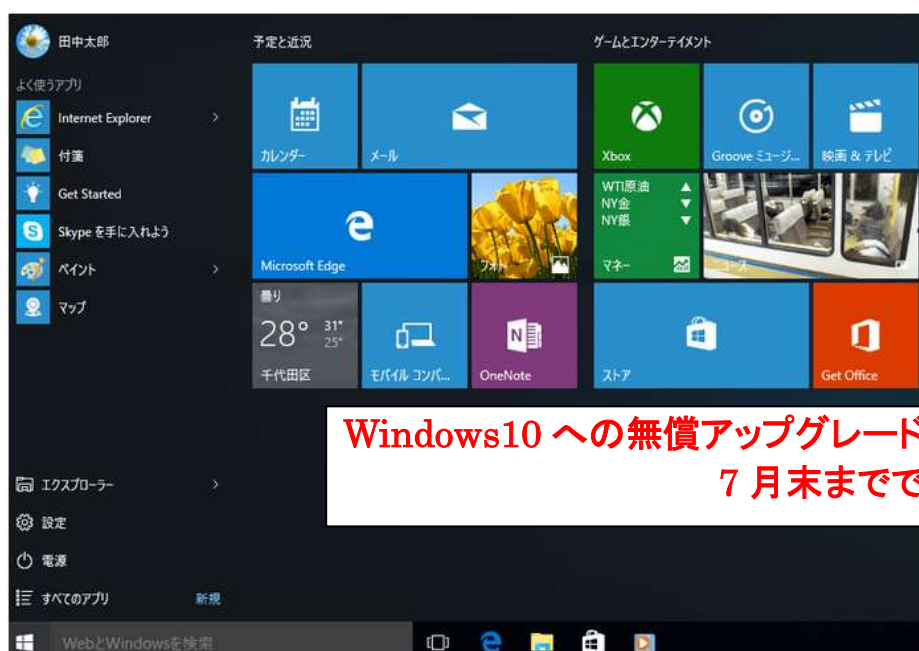 田中太郎
よく使うアプリ
Internet Explorer
付箋
Get Started
Skype を手に入れよう
ペイント
マップ
エクスプローラー
設定
電源
すべてのアプリ
新規
WebとWindowsを検索
予定と近況
カレンダー
メール
Microsoft Edge
フォト
曇り
28° 31°
25°
千代田区
モバイル コンパ...
OneNote
ゲームとエンターテイメント
Xbox
Groove ミュージ...
映画 & テレビ
WTI原油 ▲
NY金 ▼
NY銀 ▼
マネー
ニュース
ストア
Get Office
Windows10 への無償アップグレード
7 月末までで